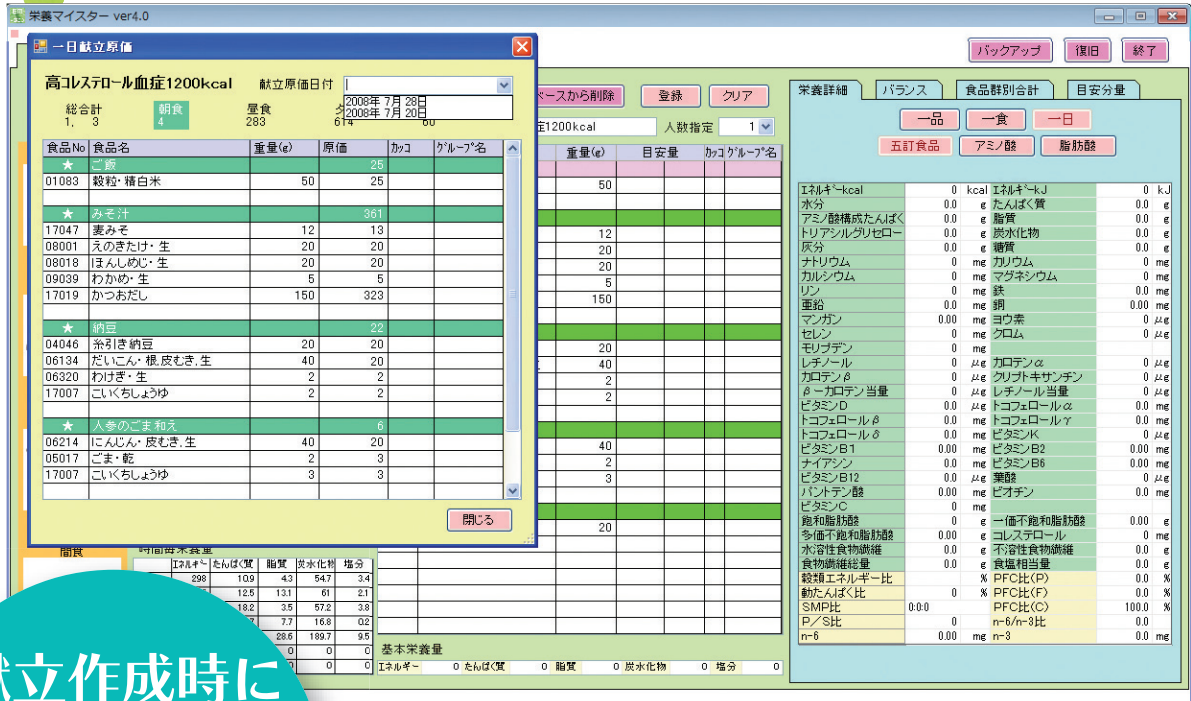 栄養マイスター ver4.0
バックアップ 復旧 終了
一日献立原価
高コレステロール血症1200kcal 献立原価日付
2008年 7月 28日
2008年 7月 20日
総合計 朝食 昼食
1, 3 4 283 614 60
食品No 食品名 重量(g) 原価 カッコ グループ名
★ ご飯 25
01083 穀粒・精白米 50 25
★ みそ汁 361
17047 麦みそ 12 13
08001 えのきたけ・生 20 20
08018 ほんしめじ・生 20 20
09039 わかめ・生 5 5
17019 かつおだし 150 323
★ 納豆 22
04046 糸引き納豆 20 20
06134 だいこん・根,皮むき,生 40 20
06320 わけぎ・生 2 2
17007 こいくちしょうゆ 2 2
★ 人参のごま和え 6
06214 にんじん・皮むき,生 40 20
05017 ごま・乾 2 3
17007 こいくちしょうゆ 3 3
閉じる
ベースから削除 登録 クリア
症1200kcal 人数指定 1
重量(g) 目安量 カッコ グループ名
50
12
20
20
5
150
20
40
2
2
40
2
3
20
間食
時間毎栄養量
エネルギー たんぱく質 脂質 炭水化物 塩分
298 10.9 4.3 54.7 3.4
12.5 13.1 61 2.1
18.2 3.5 57.2 3.8
7.7 16.8 0.2
28.6 189.7 9.5
0 0 0
0 0 0
基本栄養量
エネルギー 0 たんぱく質 0 脂質 0 炭水化物 0 塩分 0
栄養詳細 バランス 食品群別合計 目安分量
一品 一食 一日
五訂食品 アミノ酸 脂肪酸
エネルギーkcal 0 kcal エネルギーkJ 0 kJ
水分 0.0 g たんぱく質 0.0 g
アミノ酸構成たんぱく 0.0 g 脂質 0.0 g
トリアシルグリセロー 0.0 g 炭水化物 0.0 g
灰分 0.0 g 糖質 0.0 g
ナトリウム 0 mg カリウム 0 mg
カルシウム 0 mg マグネシウム 0 mg
リン 0 mg 鉄 0.0 mg
亜鉛 0.0 mg 銅 0.00 mg
マンガン 0.00 mg ヨウ素 0 μg
セレン 0 mg クロム 0 μg
モリブデン 0 mg
レチノール 0 μg カロテンα 0 μg
カロテンβ 0 μg クリプトキサンチン 0 μg
β－カロテン当量 0 μg レチノール当量 0 μg
ビタミンD 0.0 μg トコフェロールα 0.0 mg
トコフェロールβ 0.0 mg トコフェロールγ 0.0 mg
トコフェロールδ 0.0 mg ビタミンK 0 μg
ビタミンB1 0.00 mg ビタミンB2 0.00 mg
ナイアシン 0.0 mg ビタミンB6 0.00 mg
ビタミンB12 0.0 μg 葉酸 0 μg
パントテン酸 0.00 mg ビオチン 0.0 mg
ビタミンC 0 mg
飽和脂肪酸 0 g 一価不飽和脂肪酸 0.00 g
多価不飽和脂肪酸 0.00 g コレステロール 0 mg
水溶性食物繊維 0.0 g 不溶性食物繊維 0.0 g
食物繊維総量 0.0 g 食塩相当量 0.0 g
穀類エネルギー比 % PFC比(P) 0.0 %
動たんぱく比 0 % PFC比(F) 0.0 %
SMP比 0:0:0 PFC比(C) 100.0 %
P／S比 0 n-6/n-3比 0.0
n-6 0.00 mg n-3 0.0 mg
献立作成時に